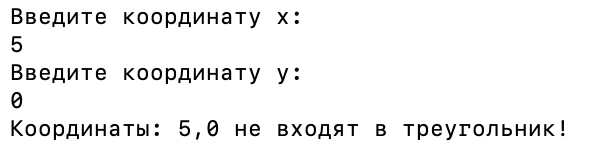 Введите координату x:
5
Введите координату y:
0
Координаты: 5,0 не входят в треугольник!